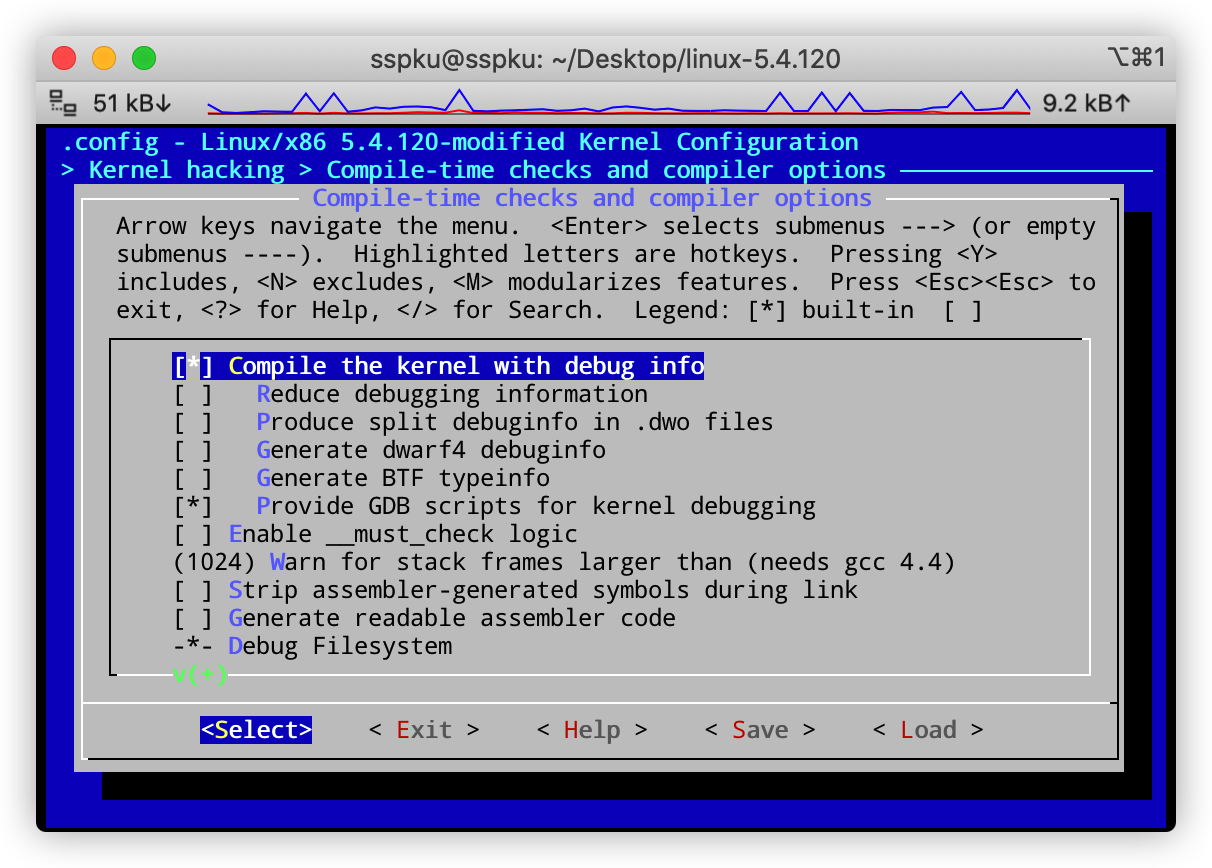 sspku@sspku: ~/Desktop/linux-5.4.120
⌥⌘1
51 kB↓
9.2 kB↑
.config - Linux/x86 5.4.120-modified Kernel Configuration
> Kernel hacking > Compile-time checks and compiler options
Compile-time checks and compiler options
Arrow keys navigate the menu.  <Enter> selects submenus ---> (or empty
submenus ----).  Highlighted letters are hotkeys.  Pressing <Y>
includes, <N> excludes, <M> modularizes features.  Press <Esc><Esc> to
exit, <?> for Help, </> for Search.  Legend: [*] built-in  [ ]
[*] Compile the kernel with debug info
[ ]   Reduce debugging information
[ ]   Produce split debuginfo in .dwo files
[ ]   Generate dwarf4 debuginfo
[ ]   Generate BTF typeinfo
[*]   Provide GDB scripts for kernel debugging
[ ] Enable __must_check logic
(1024) Warn for stack frames larger than (needs gcc 4.4)
[ ] Strip assembler-generated symbols during link
[ ] Generate readable assembler code
-*- Debug Filesystem
v(+)
<Select>    < Exit >    < Help >    < Save >    < Load >